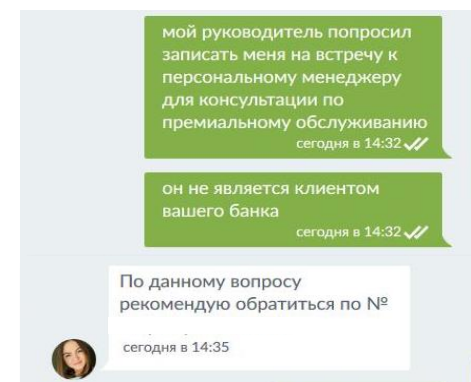 мой руководитель попросил
записать меня на встречу к
персональному менеджеру
для консультации по
премиальному обслуживанию
сегодня в 14:32
он не является клиентом
вашего банка
сегодня в 14:32
По данному вопросу
рекомендую обратиться по №
сегодня в 14:35